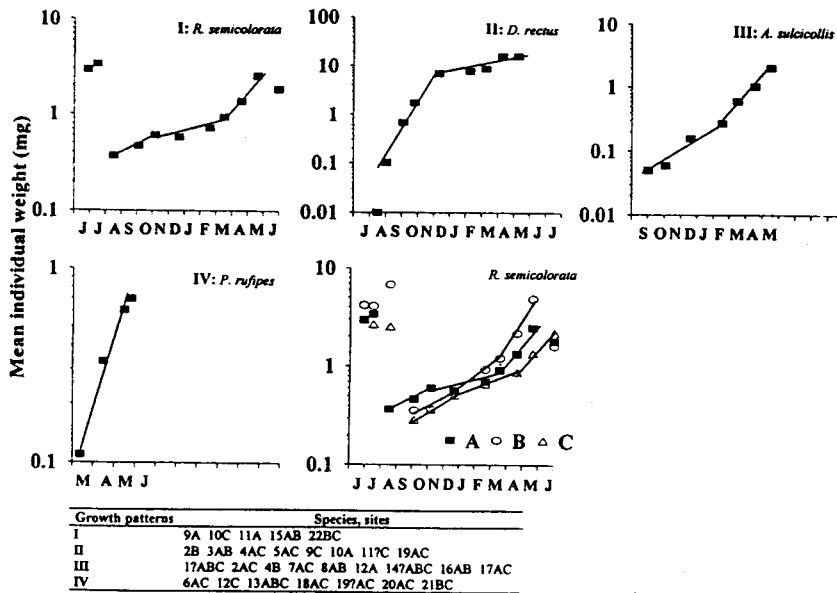 Mean individual weight (mg)
I: R. semicolorata
10
1
0.1
J J A S O N D J F M A M J
II: D. rectus
100
10
1
0.1
0.01
J A S O N D J F M A M J
III: A. sulcicollis
10
1
0.1
0.01
S O N D J F M A M
IV: P. rufipes
1
0.1
M A M J
R. semicolorata
10
1
0.1
A B C
J J A S O N D J F M A M J
Growth patterns Species, sites
I 9A 10C 11A 15AB 22BC
II 2B 3AB 4AC 5AC 9C 10A 11?C 19AC
III 1?ABC 2AC 4B 7AC 8AB 12A 14?ABC 16AB 17AC
IV 6AC 12C 13ABC 18AC 19?AC 20AC 21BC